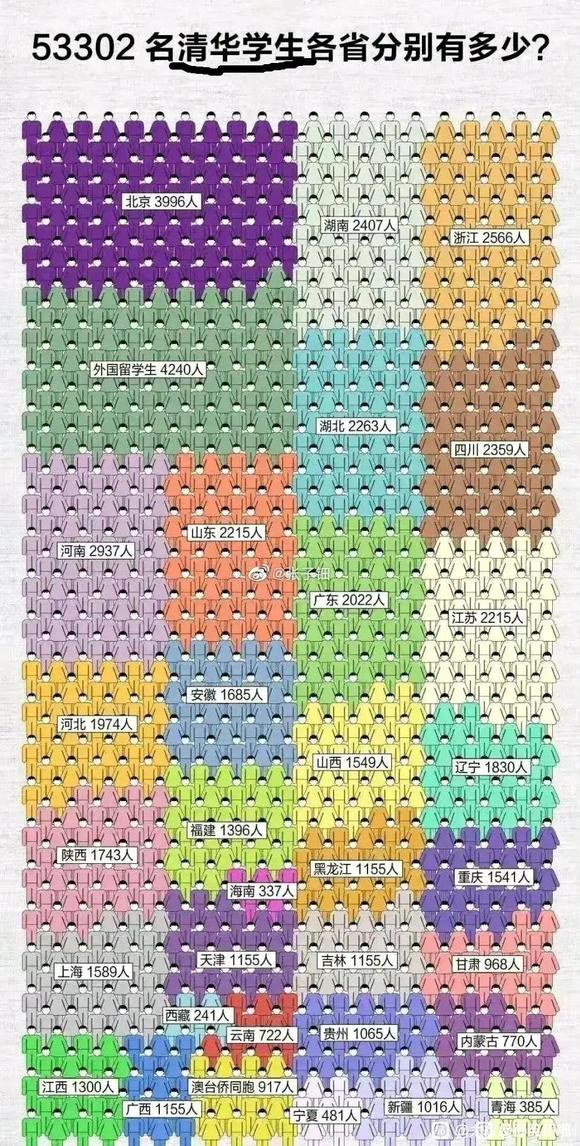 53302 名清华学生各省分别有多少?
北京 3996人
湖南 2407人
浙江 2566人
外国留学生 4240人
湖北 2263人
四川 2359人
河南 2937人
山东 2215人
@张子钿
广东 2022人
江苏 2215人
安徽 1685人
河北 1974人
山西 1549人
辽宁 1830人
福建 1396人
陕西 1743人
黑龙江 1155人
重庆 1541人
海南 337人
上海 1589人
天津 1155人
吉林 1155人
甘肃 968人
西藏 241人
云南 722人
贵州 1065人
内蒙古 770人
江西 1300人
广西 1155人
澳台侨同胞 917人
宁夏 481人
新疆 1016人
青海 385人